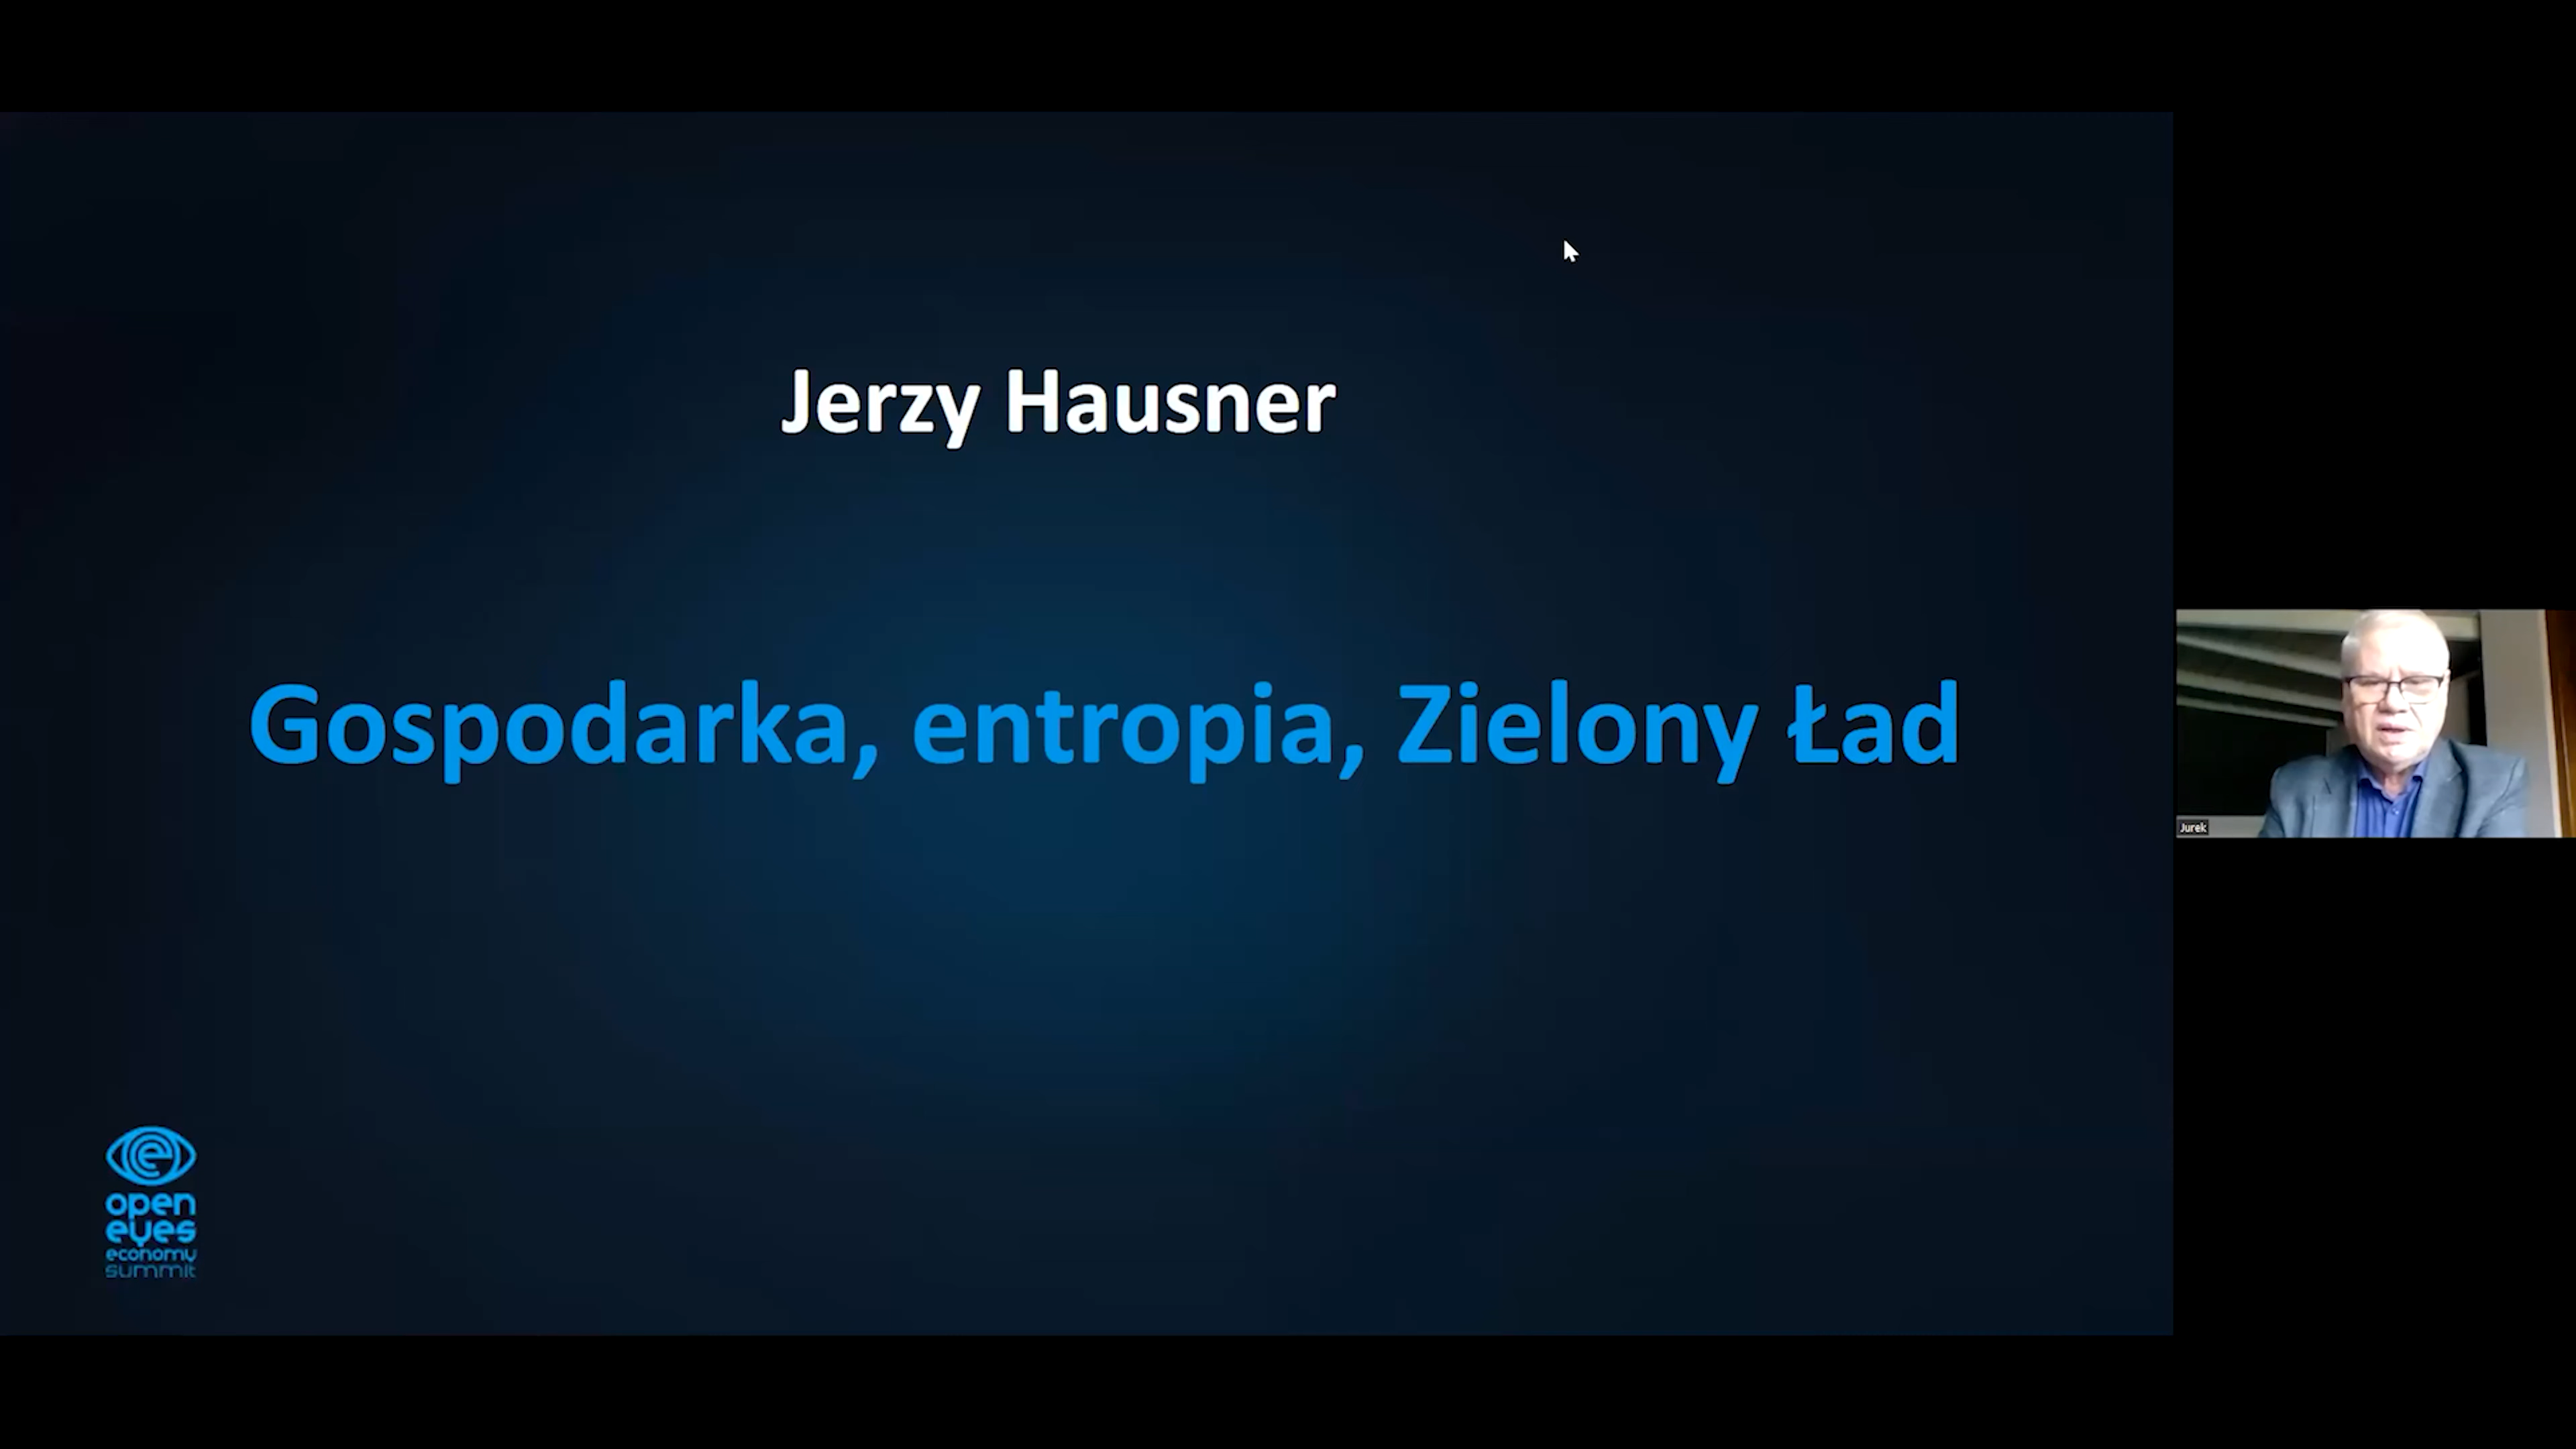 Jerzy Hausner
Gospodarka, entropia, Zielony Ład
Jurek
open
eyes
economy
summit